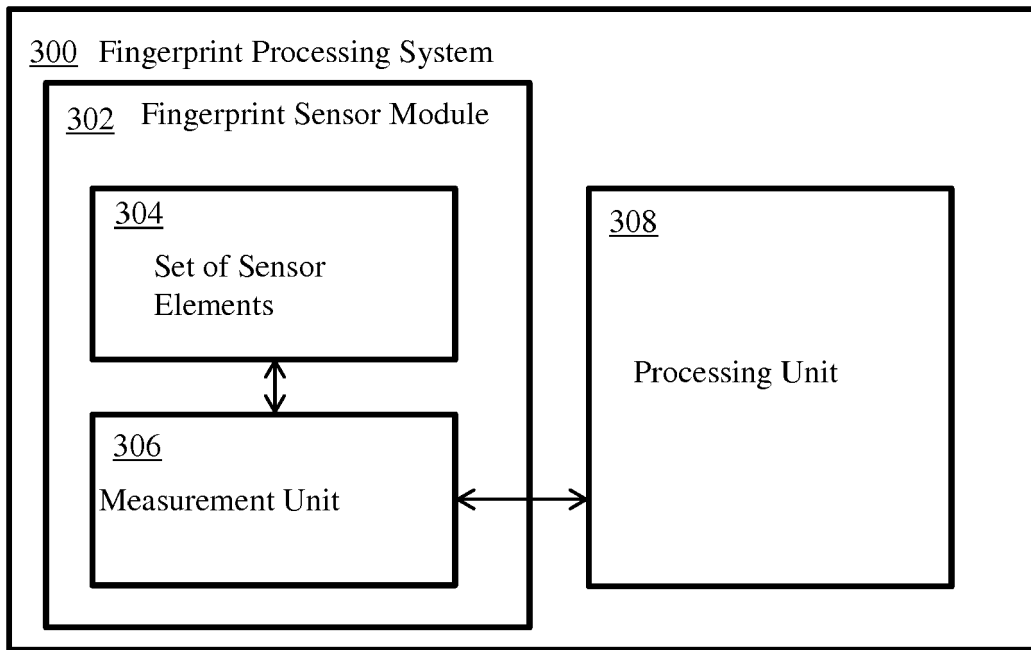 300 Fingerprint Processing System
302 Fingerprint Sensor Module
304
Set of Sensor
Elements
306
Measurement Unit
308
Processing Unit